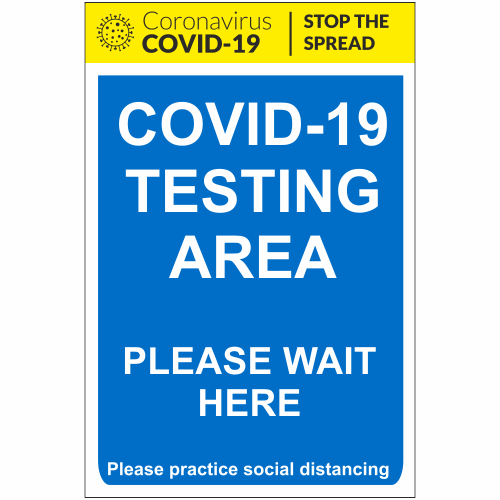 Coronavirus
COVID-19
STOP THE
SPREAD
COVID-19
TESTING
AREA
PLEASE WAIT
HERE
Please practice social distancing